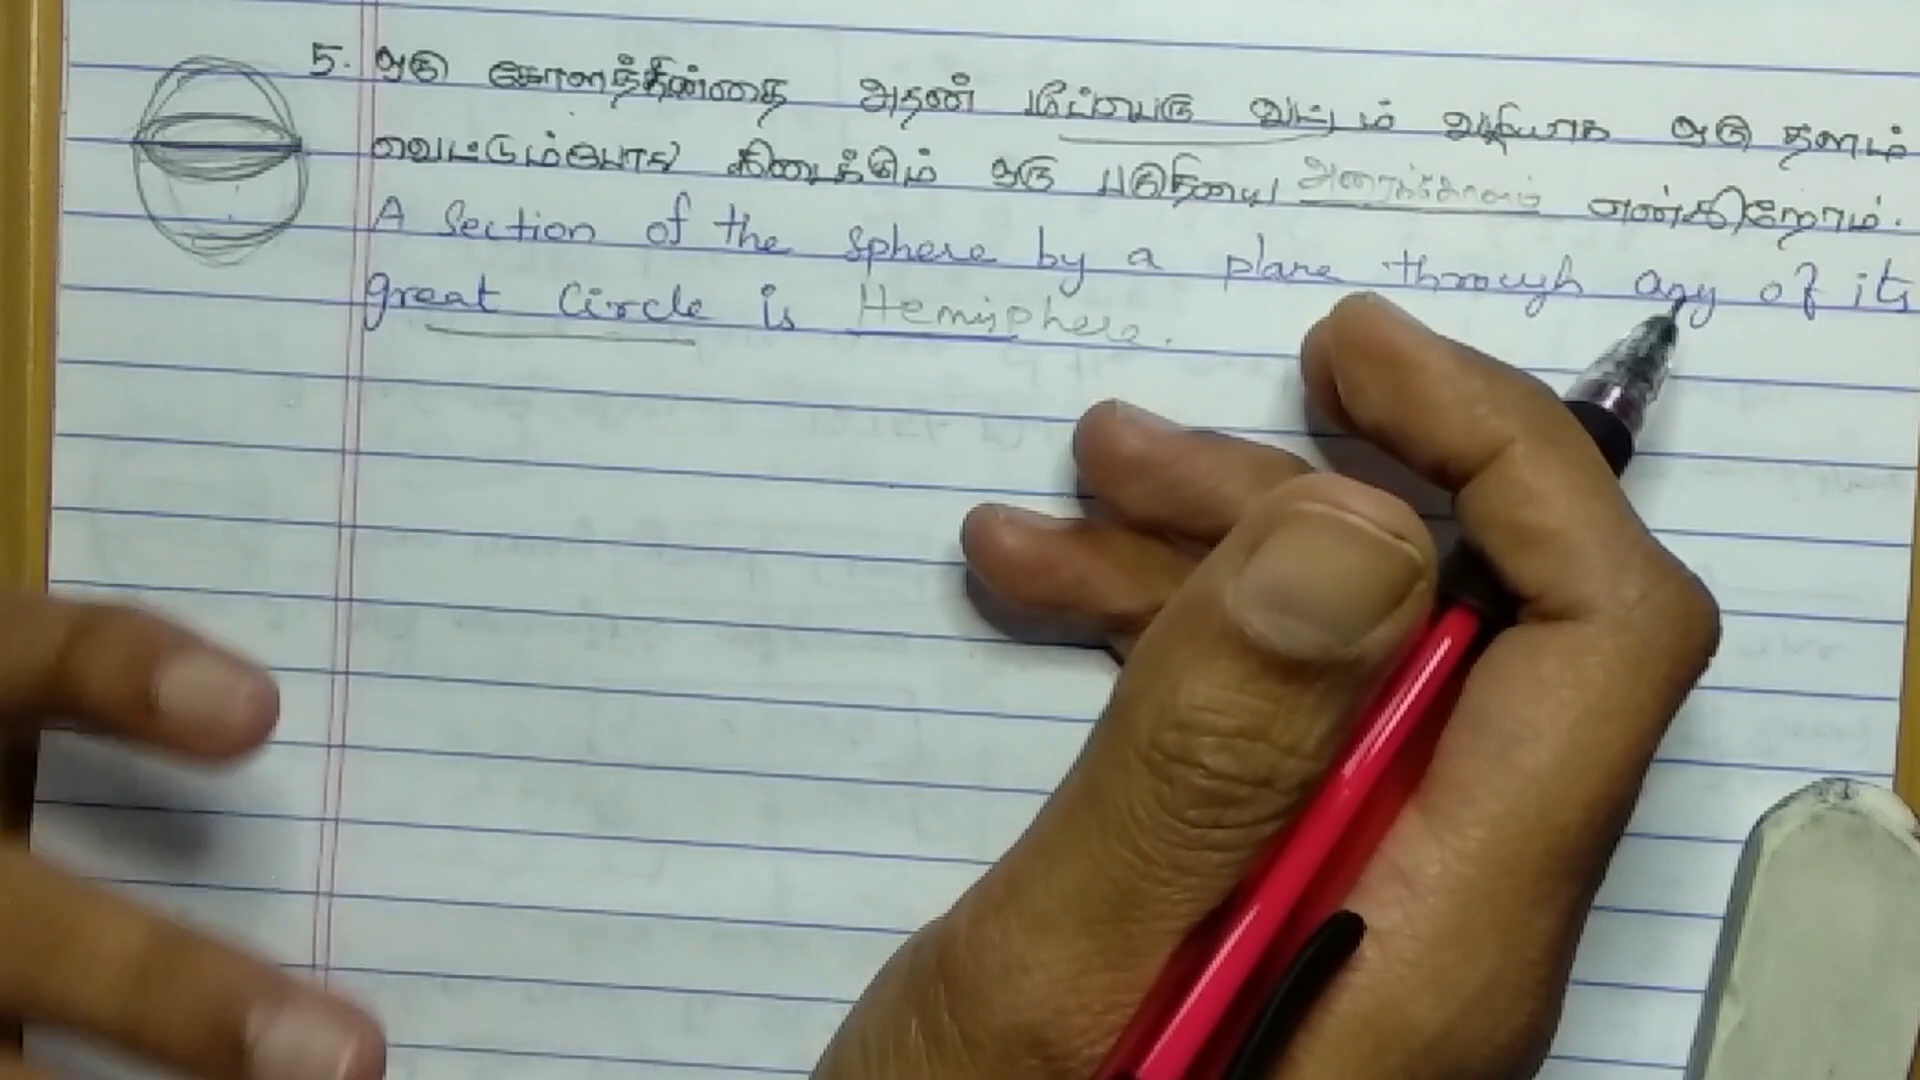 5. ஒரு கோளத்தினை அதன் மீப்பெரு வட்டம் வழியாக ஒரு தளம்
வெட்டும்போது கிடைக்கும் ஒரு பகுதியை அரைக்கோளம் என்கிறோம்.
A Section of the Sphere by a plane through any of its
great Circle is Hemisphere.